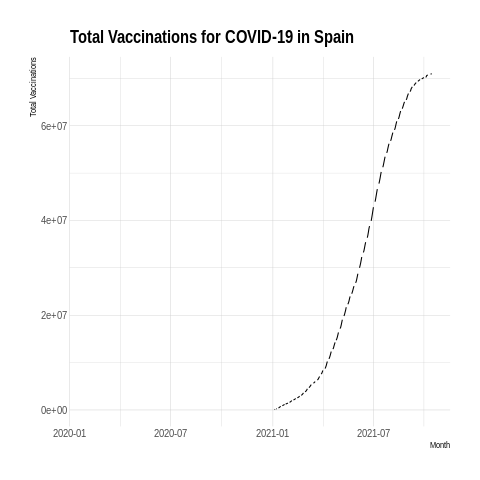 Total Vaccinations for COVID-19 in Spain
Total Vaccinations
6e+07
4e+07
2e+07
0e+00
2020-01 2020-07 2021-01 2021-07
Month